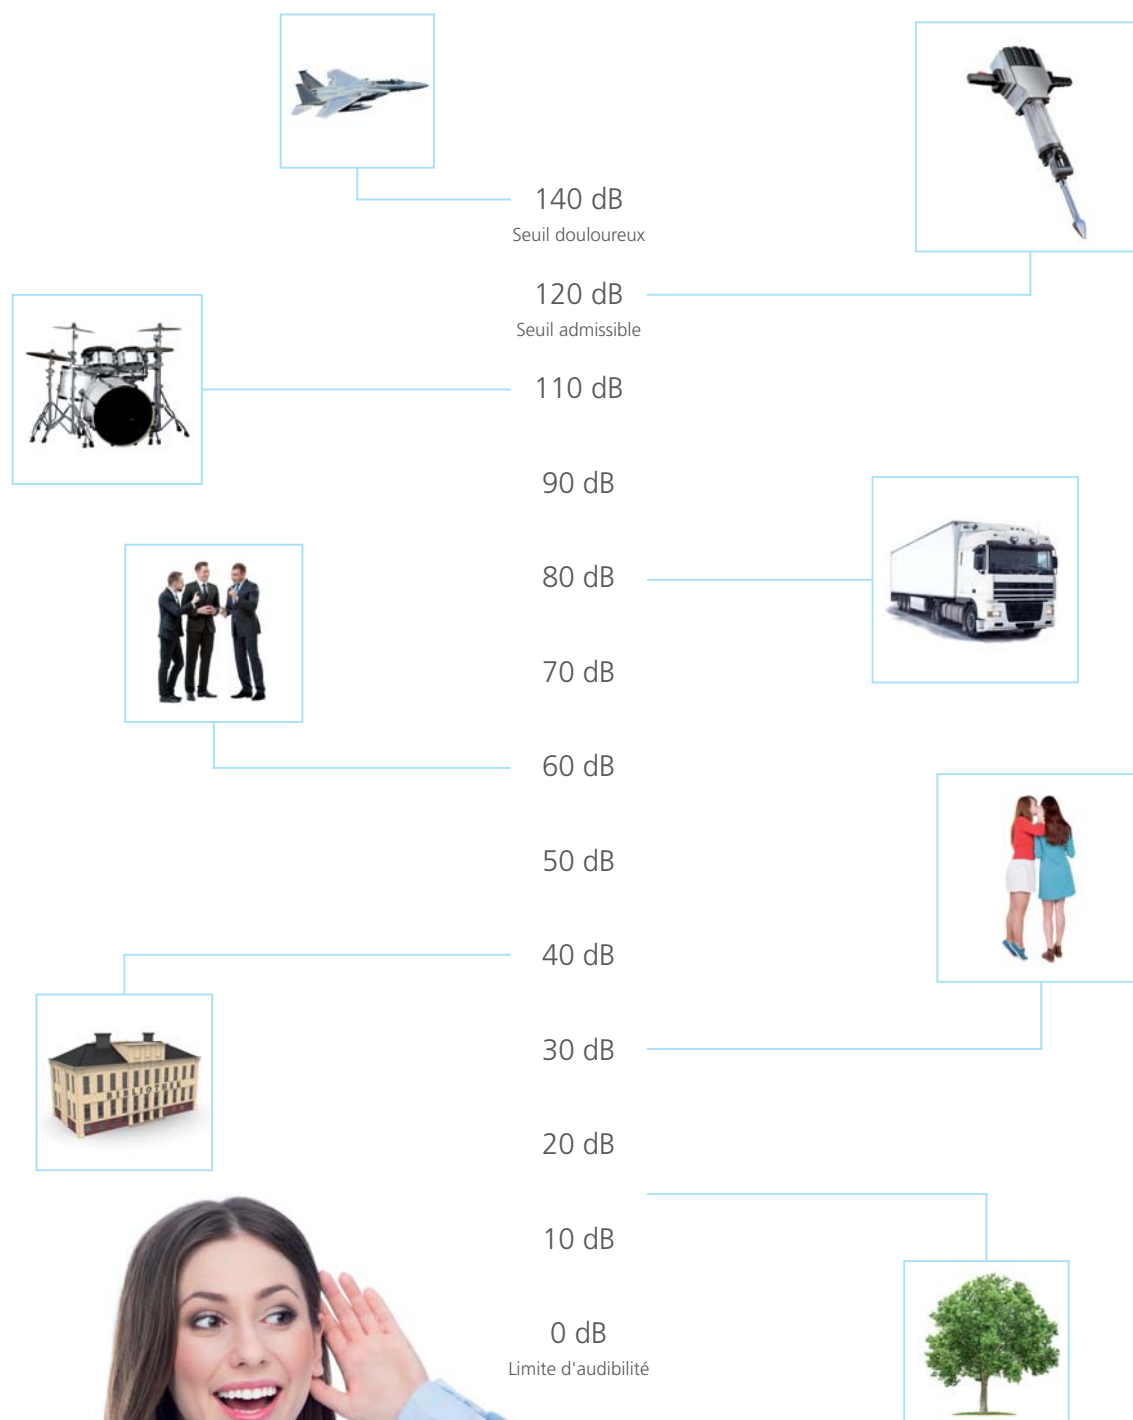 140 dB
Seuil douloureux
120 dB
Seuil admissible
110 dB
90 dB
80 dB
70 dB
60 dB
50 dB
40 dB
30 dB
BIBLIOTHEK
20 dB
10 dB
0 dB
Limite d'audibilité